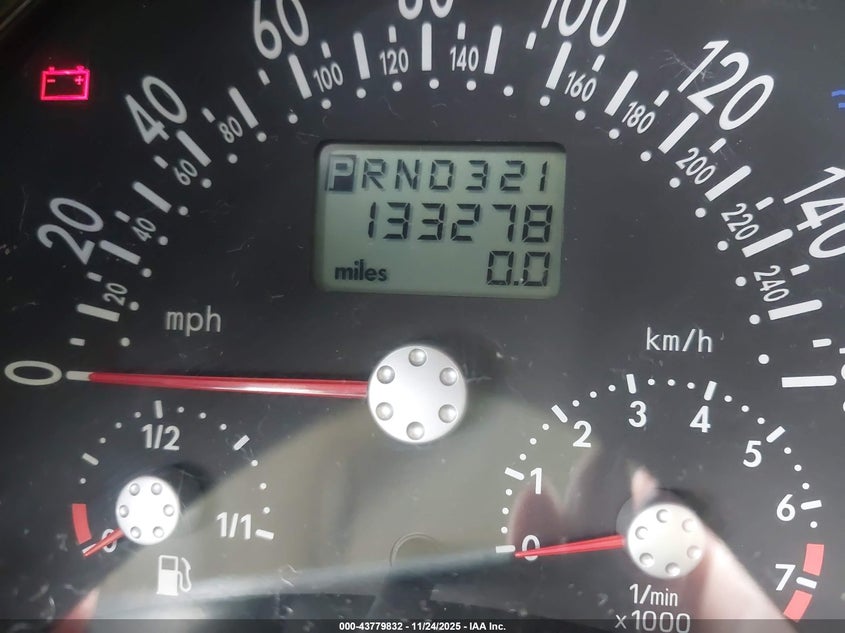 PRND321
133278
miles 0.0
0 20 40 60 80 100 120 140
20 40 60 80 100 120 140 160 180 200 220 240
mph
km/h
0 1/2 1/1
0 1 2 3 4 5 6 7
1/min
x1000
000-43779832 - 11/24/2025 - IAA Inc.